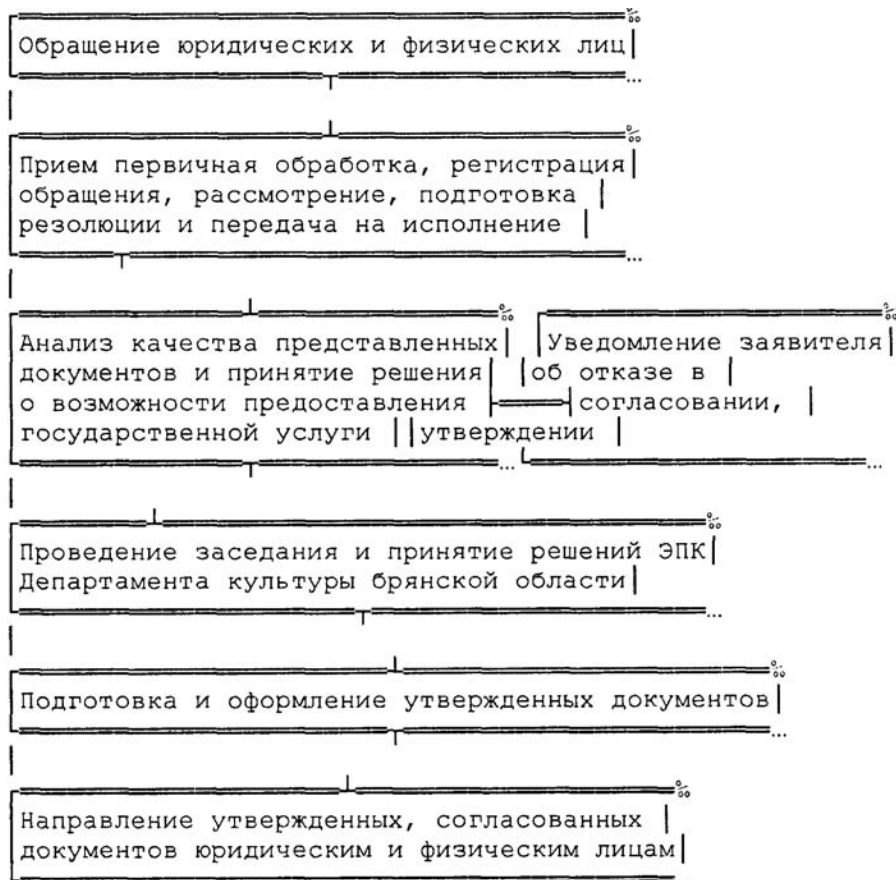 Обращение юридических и физических лиц
Прием первичная обработка, регистрация
обращения, рассмотрение, подготовка
резолюции и передача на исполнение
Анализ качества представленных
документов и принятие решения
о возможности предоставления
государственной услуги
Уведомление заявителя
об отказе в
согласовании,
утверждении
Проведение заседания и принятие решений ЭПК
Департамента культуры брянской области
Подготовка и оформление утвержденных документов
Направление утвержденных, согласованных
документов юридическим и физическим лицам